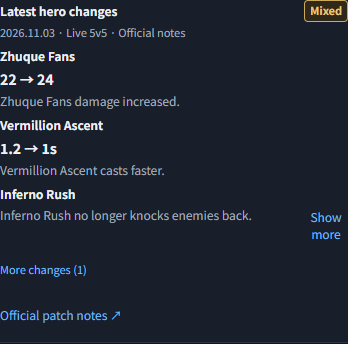 Latest hero changes
Mixed
2026.11.03 · Live 5v5 · Official notes
Zhuque Fans
22 → 24
Zhuque Fans damage increased.
Vermillion Ascent
1.2 → 1s
Vermillion Ascent casts faster.
Inferno Rush
Inferno Rush no longer knocks enemies back.
Show
more
More changes (1)
Official patch notes ↗